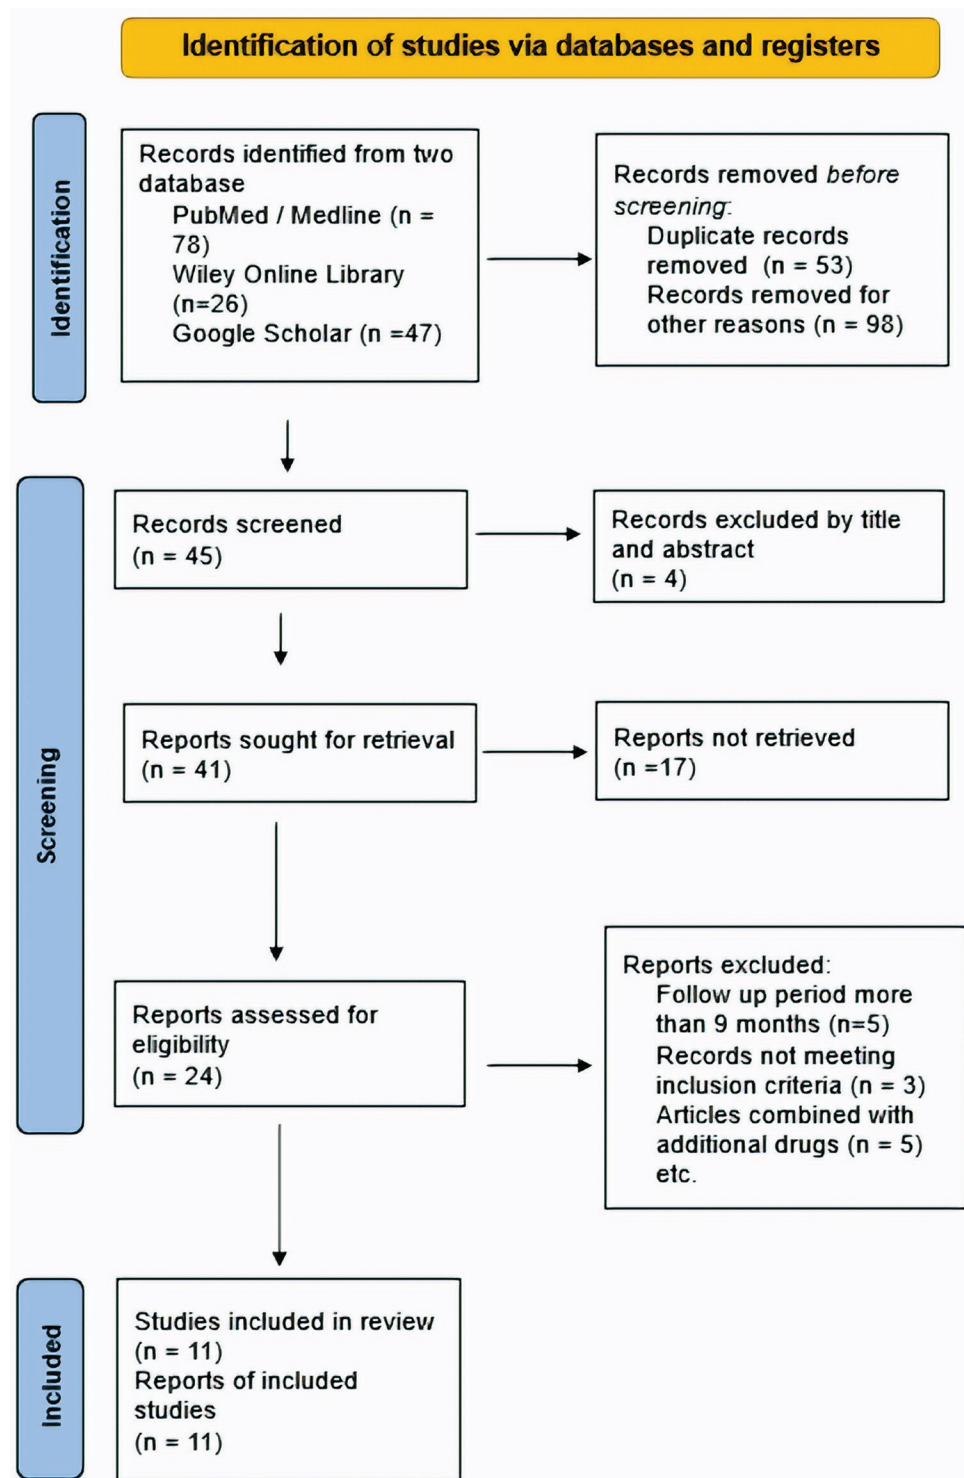 Identification of studies via databases and registers
Identification
Records identified from two
database
PubMed / Medline (n =
78)
Wiley Online Library
(n=26)
Google Scholar (n =47)
Records removed before
screening:
Duplicate records
removed (n = 53)
Records removed for
other reasons (n = 98)
Screening
Records screened
(n = 45)
Records excluded by title
and abstract
(n = 4)
Reports sought for retrieval
(n = 41)
Reports not retrieved
(n =17)
Reports assessed for
eligibility
(n = 24)
Reports excluded:
Follow up period more
than 9 months (n=5)
Records not meeting
inclusion criteria (n = 3)
Articles combined with
additional drugs (n = 5)
etc.
Included
Studies included in review
(n = 11)
Reports of included
studies
(n = 11)